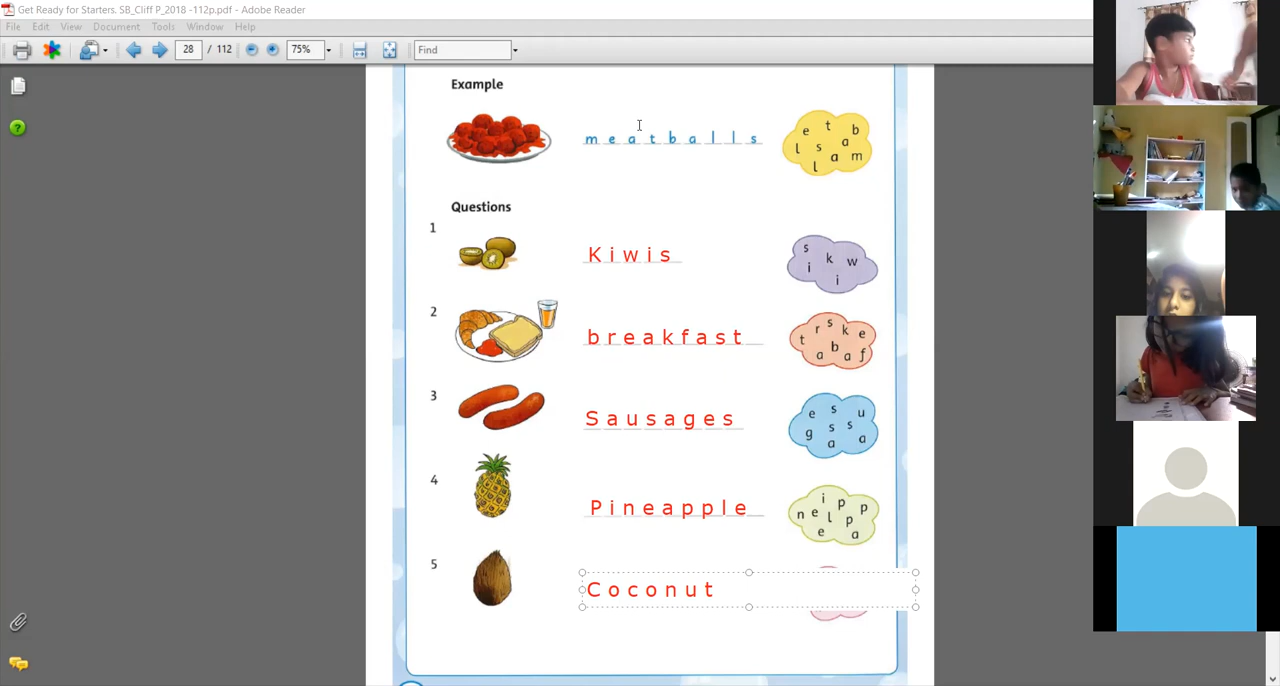 Get Ready for Starters. SB_Cliff P_2018 -112p.pdf - Adobe Reader
File Edit View Document Tools Window Help
28 / 112 75% Find
Example
m e a t b a l l s
e t b
l s a
a m
l
Questions
1
K i w i s
s
k w
i
i
2
b r e a k f a s t
r s k e
t b
a a f
3
S a u s a g e s
e s u
g s s
a a
4
P i n e a p p l e
i p p
n e l p
e a
5
C o c o n u t